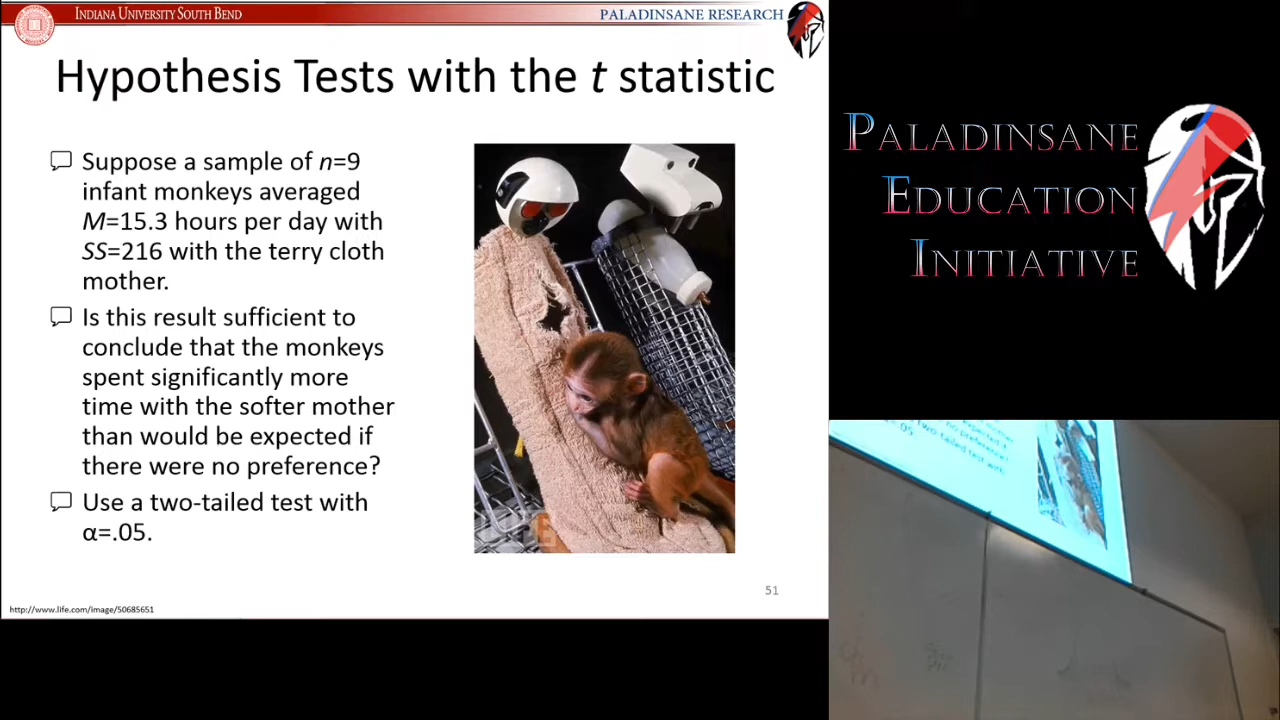 INDIANA UNIVERSITY SOUTH BEND
PALADINSANE RESEARCH
Hypothesis Tests with the t statistic
Suppose a sample of n=9
infant monkeys averaged
M=15.3 hours per day with
SS=216 with the terry cloth
mother.
Is this result sufficient to
conclude that the monkeys
spent significantly more
time with the softer mother
than would be expected if
there were no preference?
Use a two-tailed test with
α=.05.
51
http://www.life.com/image/50685651
PALADINSANE
EDUCATION
INITIATIVE